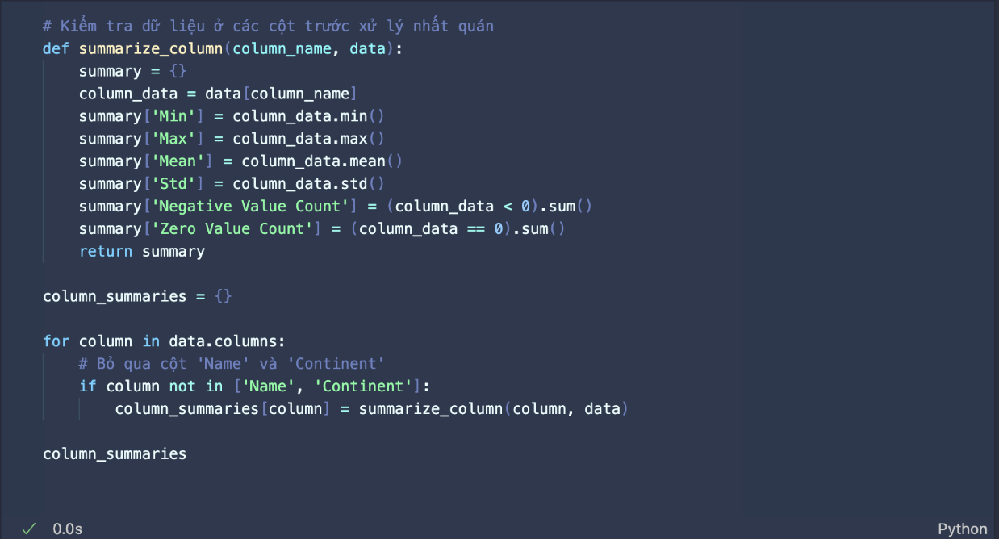 # Kiểm tra dữ liệu ở các cột trước xử lý nhất quán
def summarize_column(column_name, data):
    summary = {}
    column_data = data[column_name]
    summary['Min'] = column_data.min()
    summary['Max'] = column_data.max()
    summary['Mean'] = column_data.mean()
    summary['Std'] = column_data.std()
    summary['Negative Value Count'] = (column_data < 0).sum()
    summary['Zero Value Count'] = (column_data == 0).sum()
    return summary
column_summaries = {}
for column in data.columns:
    # Bỏ qua cột 'Name' và 'Continent'
    if column not in ['Name', 'Continent']:
        column_summaries[column] = summarize_column(column, data)
column_summaries
0.0s
Python